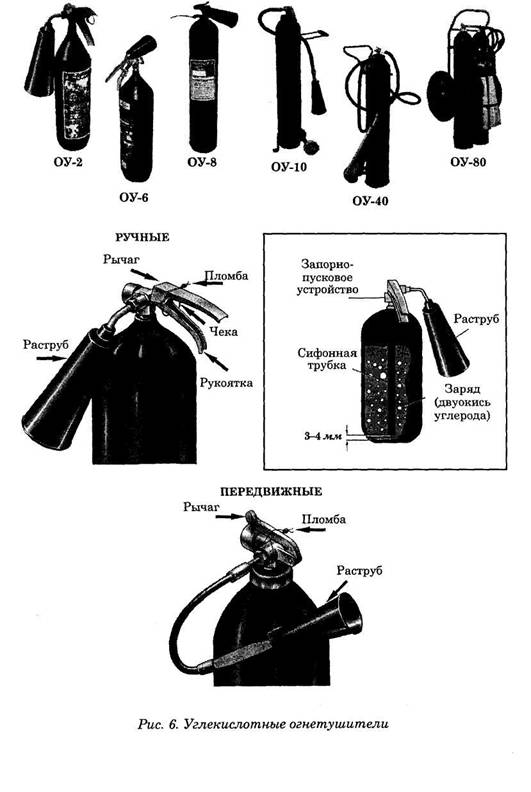 ОУ-2
ОУ-6
ОУ-8
ОУ-10
ОУ-40
ОУ-80
РУЧНЫЕ
Рычаг
Пломба
Чека
Раструб
Рукоятка
Запорно-
пусковое
устройство
Раструб
Сифонная
трубка
Заряд
(двуокись
углерода)
3–4 мм
ПЕРЕДВИЖНЫЕ
Рычаг
Пломба
Раструб
Рис. 6. Углекислотные огнетушители